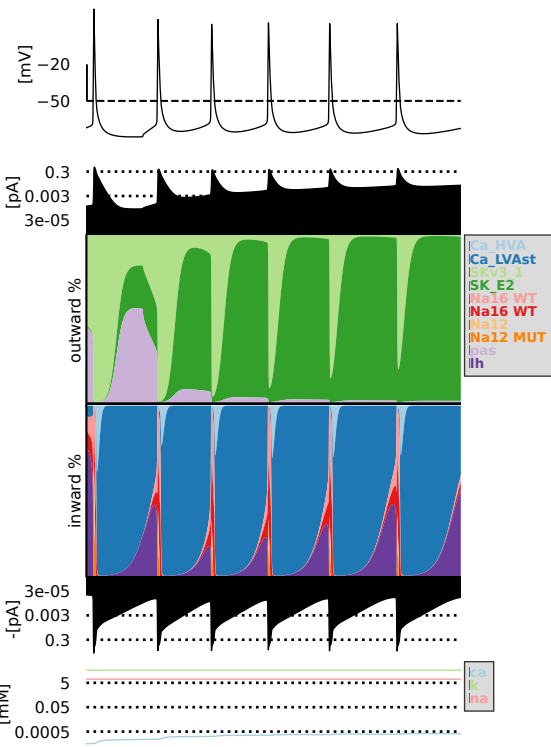 [mV]
−20
−50
[pA]
0.3
0.003
3e-05
outward %
Ca_HVA
Ca_LVAst
SKv3_1
SK_E2
Na16 WT
Na16 WT
Na12
Na12 MUT
pas
Ih
inward %
-[pA]
3e-05
0.003
0.3
[mM]
5
0.05
0.0005
ca
k
na